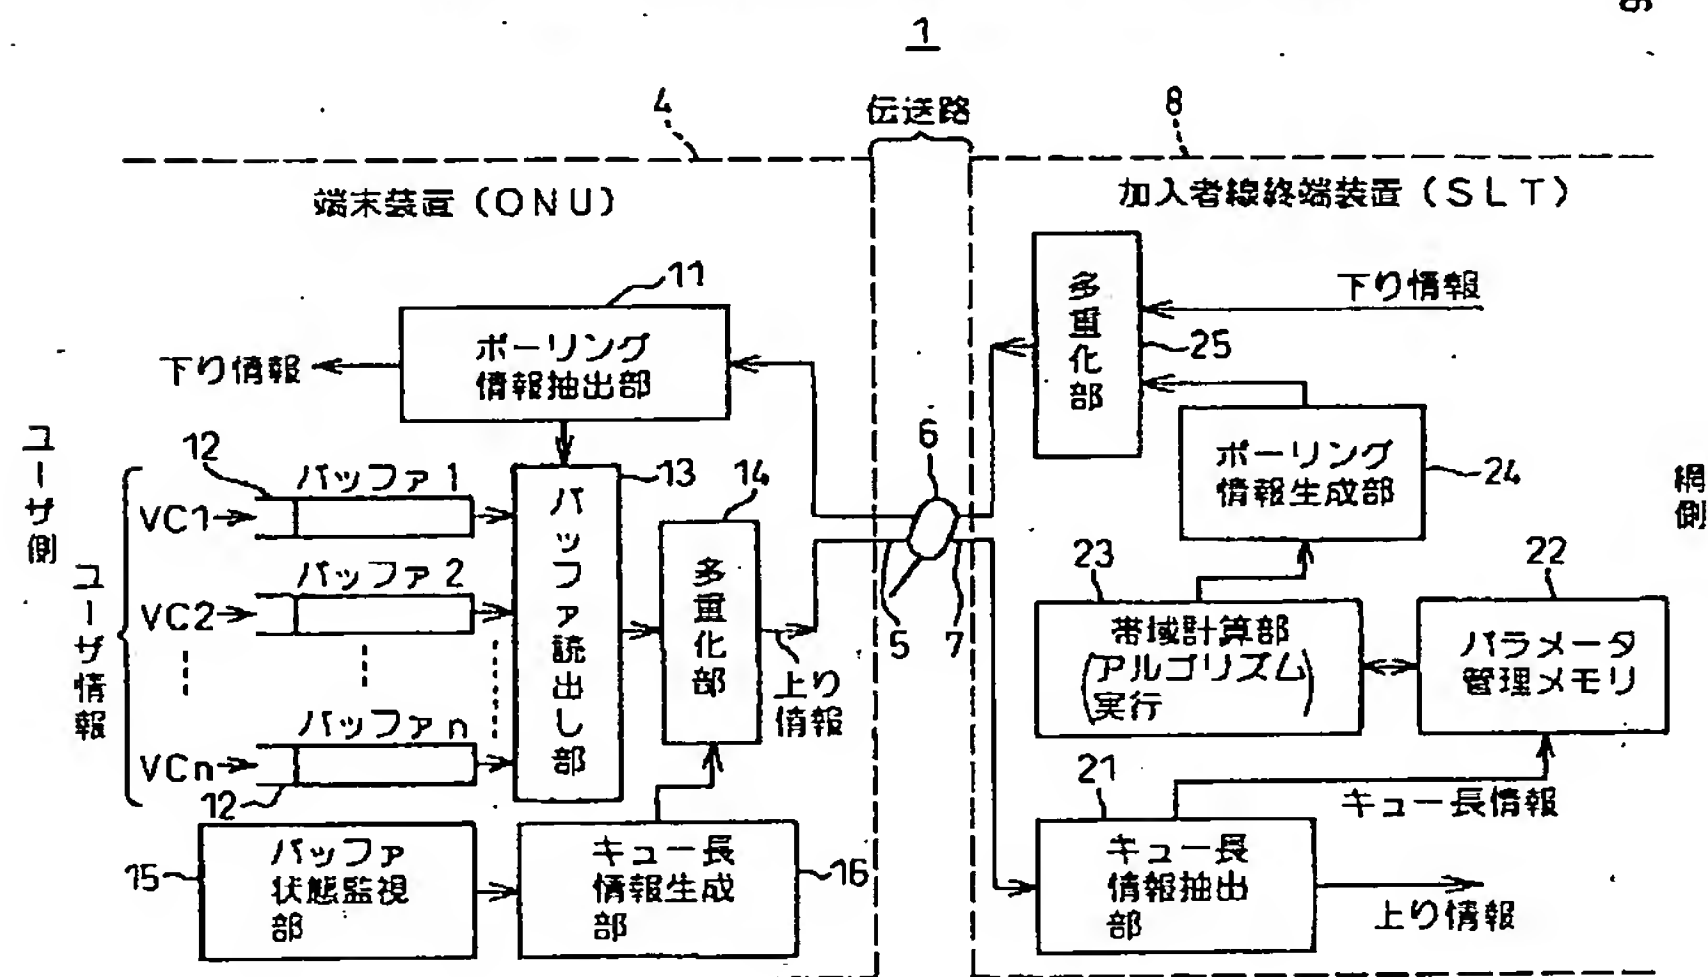 1
4
伝送路
8
端末装置(ONU)
加入者線終端装置(SLT)
11
ポーリング
情報抽出部
下り情報
多重化部
下り情報
25
ポーリング
情報生成部
24
網側
ユーザ側
ユーザ情報
12
バッファ1
VC1
バッファ2
VC2
バッファn
VCn
12
13
バッファ読出し部
14
多重化部
上り
情報
6
5
7
23
帯域計算部
(アルゴリズム
実行)
22
パラメータ
管理メモリ
21
キュー長情報
キュー長
情報抽出
部
上り情報
15
バッファ
状態監視
部
キュー長
情報生成
部
16